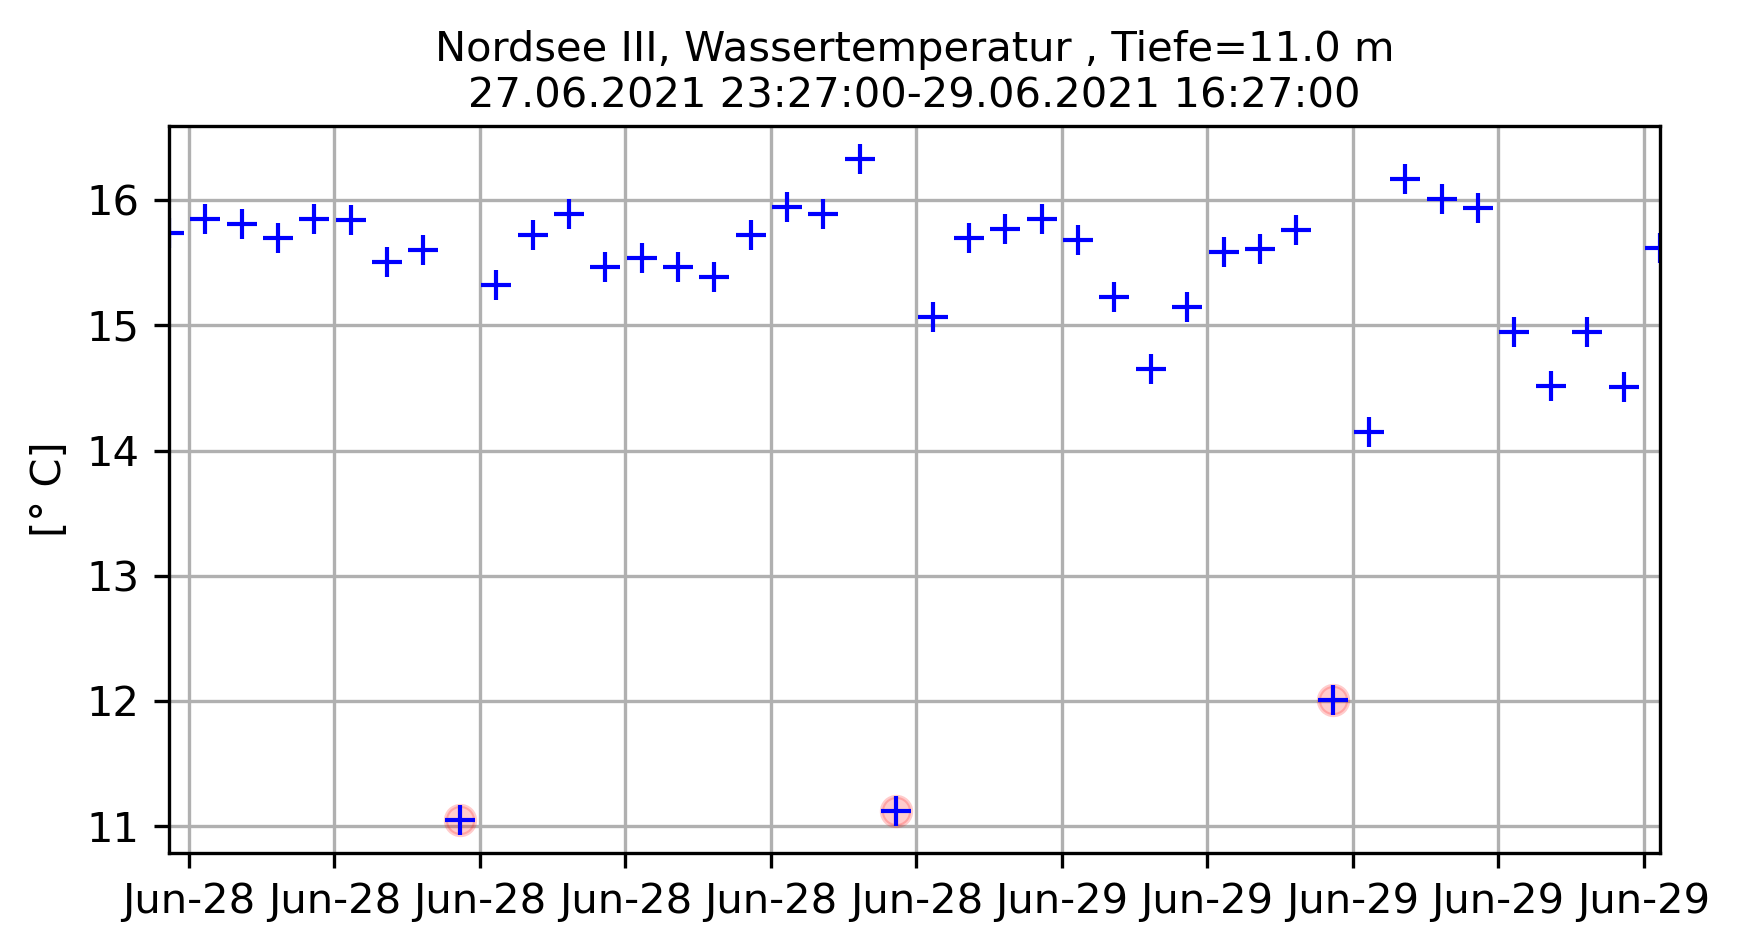 Nordsee III, Wassertemperatur , Tiefe=11.0 m
27.06.2021 23:27:00-29.06.2021 16:27:00
[° C]
16
15
14
13
12
11
Jun-28 Jun-28 Jun-28 Jun-28 Jun-28 Jun-28 Jun-29 Jun-29 Jun-29 Jun-29 Jun-29